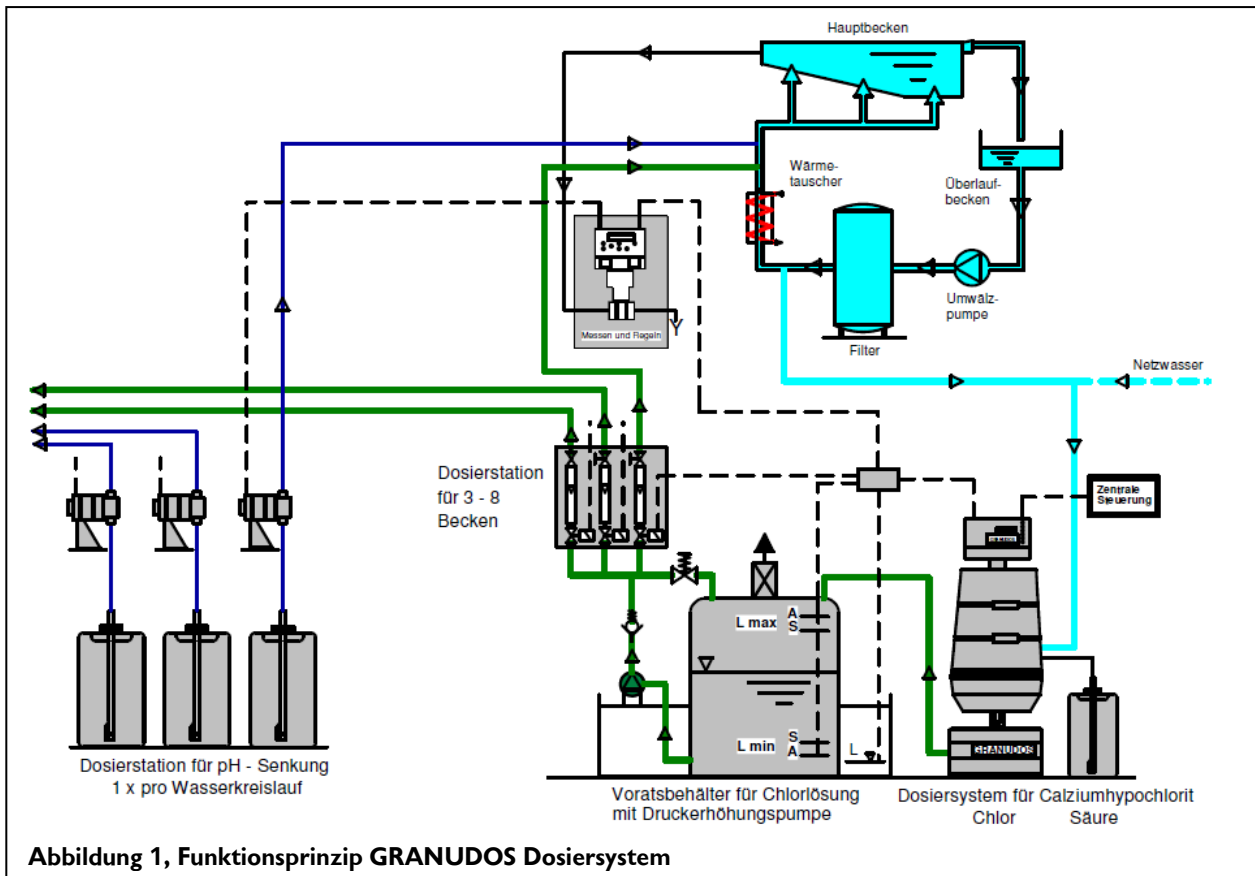 Hauptbecken
Wärme-
tauscher
Überlauf-
becken
Umwälz-
pumpe
Filter
Messen und Regeln
Netzwasser
Dosierstation
für 3 - 8
Becken
Zentrale
Steuerung
L max
A
S
L min
S
A
L
GRANUDOS
Dosierstation für pH - Senkung
1 x pro Wasserkreislauf
Voratsbehälter für Chlorlösung
mit Druckerhöhungspumpe
Dosiersystem für Calziumhypochlorit
Chlor Säure
Abbildung 1, Funktionsprinzip GRANUDOS Dosiersystem